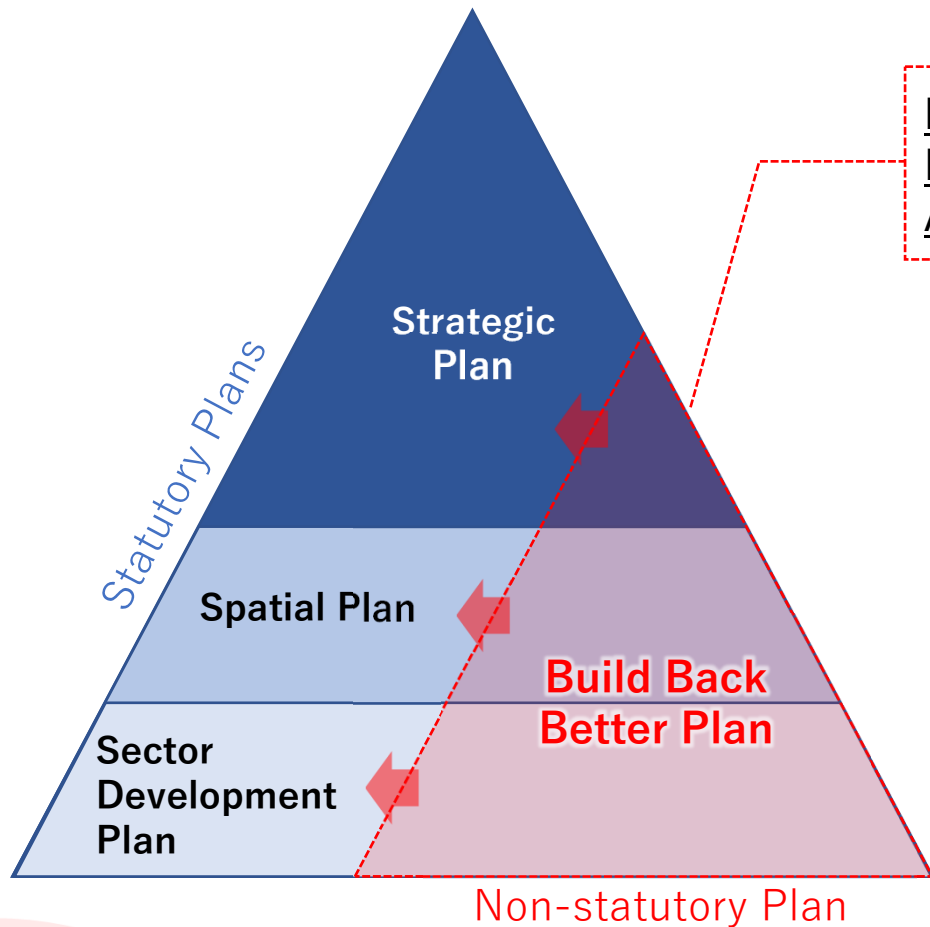 Strategic
Plan
Statutory Plans
Spatial Plan
Build Back
Better Plan
Sector
Development
Plan
Non-statutory Plan